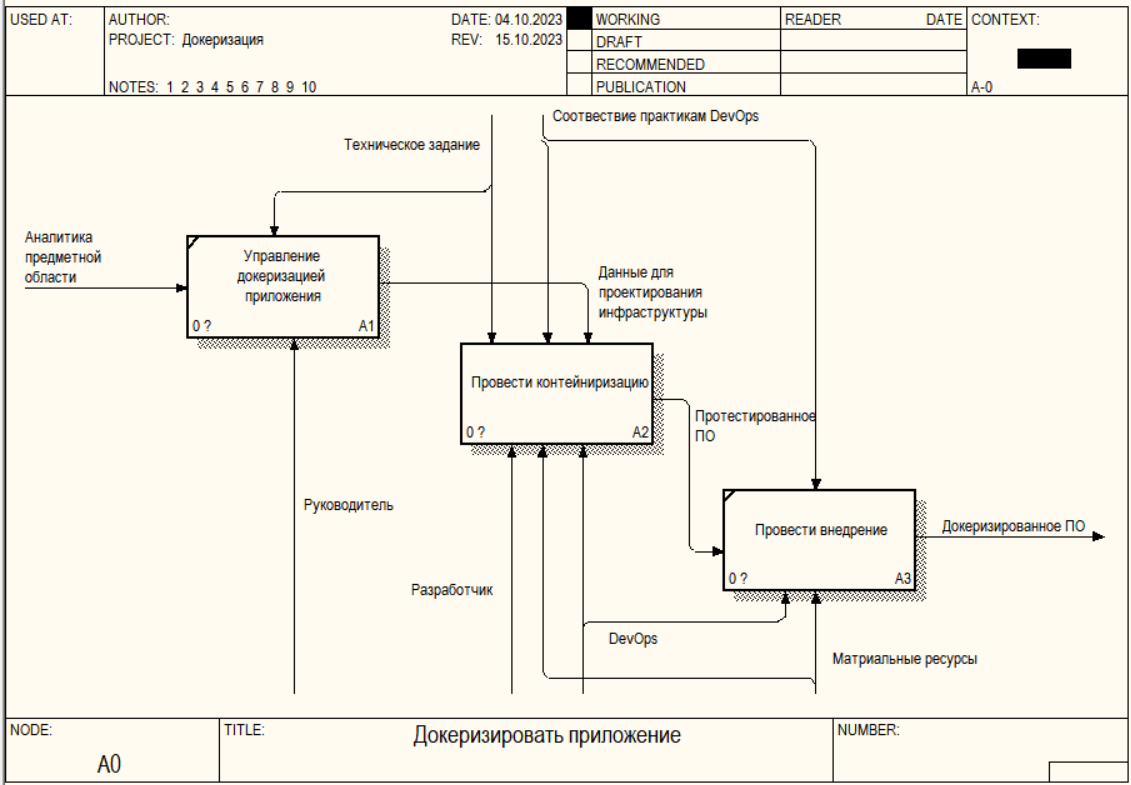 USED AT:
AUTHOR:
DATE: 04.10.2023
PROJECT: Докеризация
REV: 15.10.2023
NOTES: 1 2 3 4 5 6 7 8 9 10
WORKING
DRAFT
RECOMMENDED
PUBLICATION
READER
DATE
CONTEXT:
A-0
Соотвествие практикам DevOps
Техническое задание
Аналитика
предметной
области
Управление
докеризацией
приложения
0 ?
A1
Данные для
проектирования
инфраструктуры
Провести контейниризацию
0 ?
A2
Протестированное
ПО
Руководитель
Провести внедрение
0 ?
A3
Докеризированное ПО
Разработчик
DevOps
Матриальные ресурсы
NODE:
A0
TITLE:
Докеризировать приложение
NUMBER: